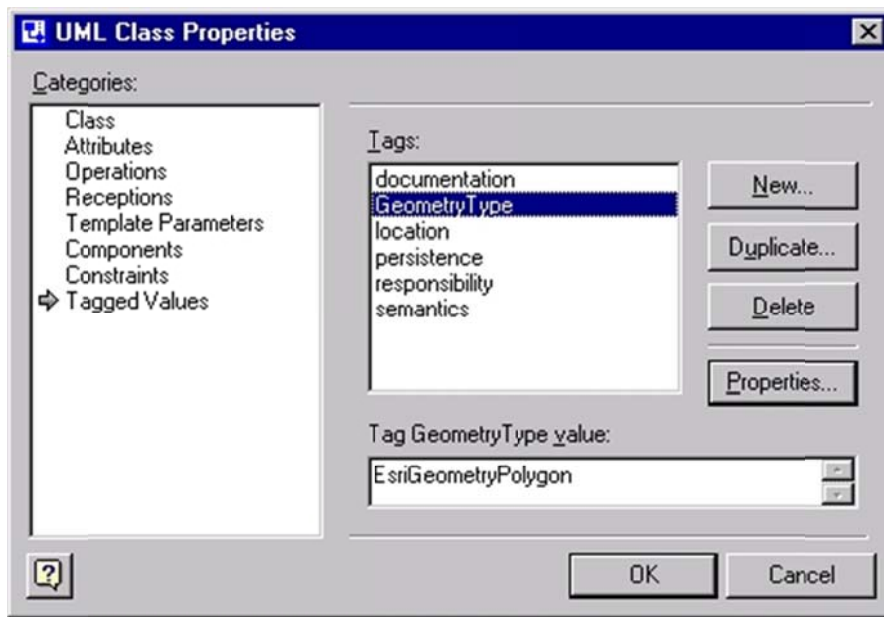 UML Class Properties
Categories:
Class
Attributes
Operations
Receptions
Template Parameters
Components
Constraints
Tagged Values
Tags:
documentation
GeometryType
location
persistence
responsibility
semantics
New...
Duplicate...
Delete
Properties...
Tag GeometryType value:
EsriGeometryPolygon
?
OK
Cancel